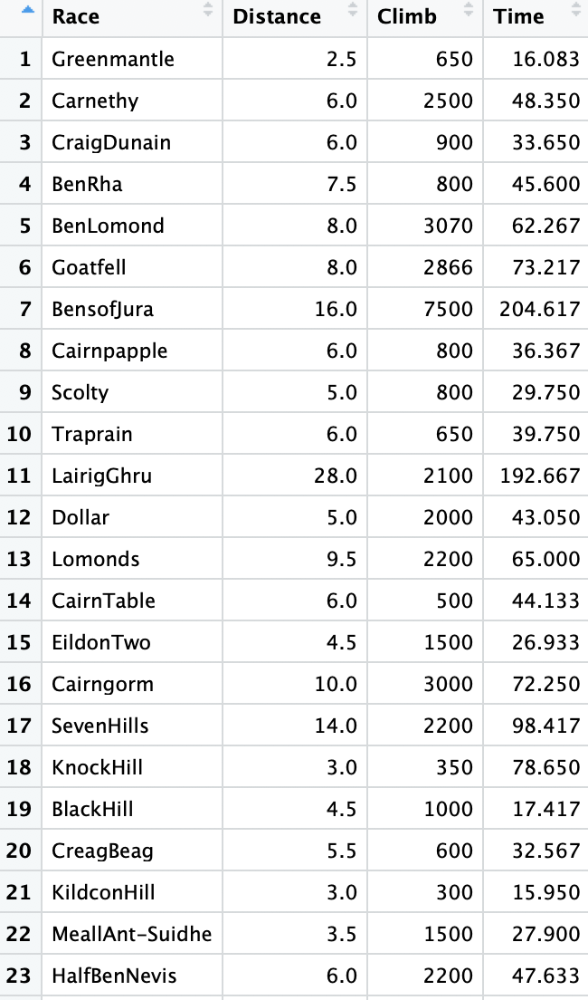 Race Distance Climb Time
1 Greenmantle 2.5 650 16.083
2 Carnethy 6.0 2500 48.350
3 CraigDunain 6.0 900 33.650
4 BenRha 7.5 800 45.600
5 BenLomond 8.0 3070 62.267
6 Goatfell 8.0 2866 73.217
7 BensofJura 16.0 7500 204.617
8 Cairnpapple 6.0 800 36.367
9 Scolty 5.0 800 29.750
10 Traprain 6.0 650 39.750
11 LairigGhru 28.0 2100 192.667
12 Dollar 5.0 2000 43.050
13 Lomonds 9.5 2200 65.000
14 CairnTable 6.0 500 44.133
15 EildonTwo 4.5 1500 26.933
16 Cairngorm 10.0 3000 72.250
17 SevenHills 14.0 2200 98.417
18 KnockHill 3.0 350 78.650
19 BlackHill 4.5 1000 17.417
20 CreagBeag 5.5 600 32.567
21 KildconHill 3.0 300 15.950
22 MeallAnt-Suidhe 3.5 1500 27.900
23 HalfBenNevis 6.0 2200 47.633